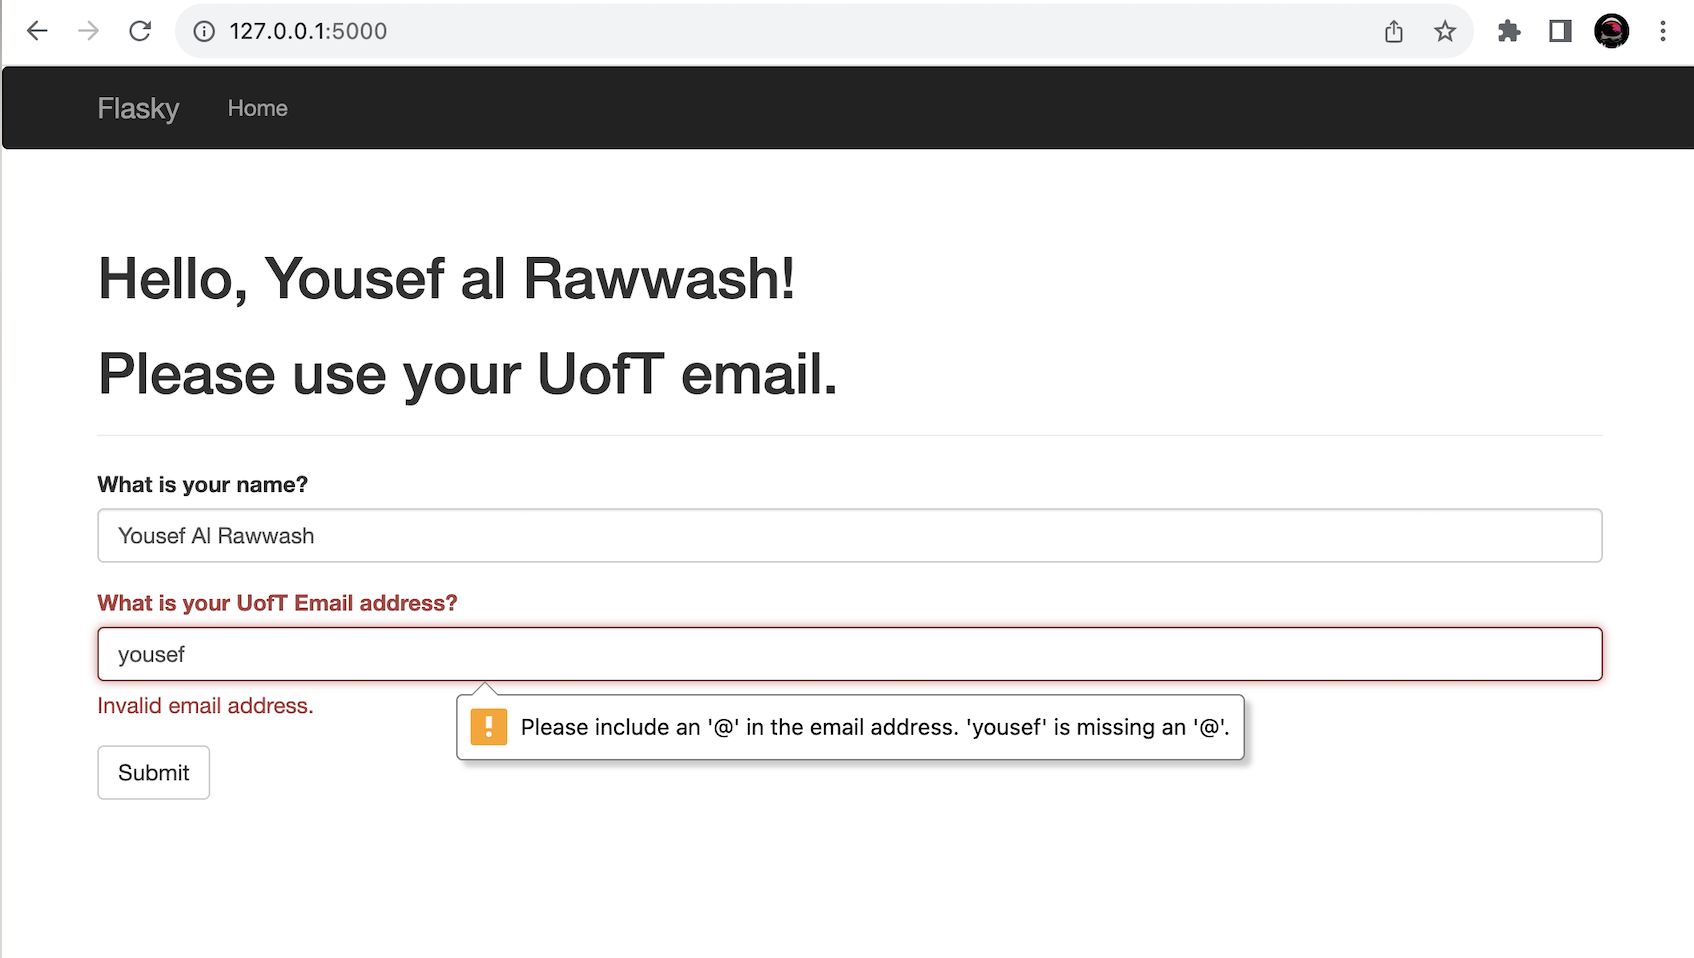 127.0.0.1:5000
Flasky Home
Hello, Yousef al Rawwash!
Please use your UofT email.
What is your name?
Yousef Al Rawwash
What is your UofT Email address?
yousef
Invalid email address.
Please include an '@' in the email address. 'yousef' is missing an '@'.
Submit